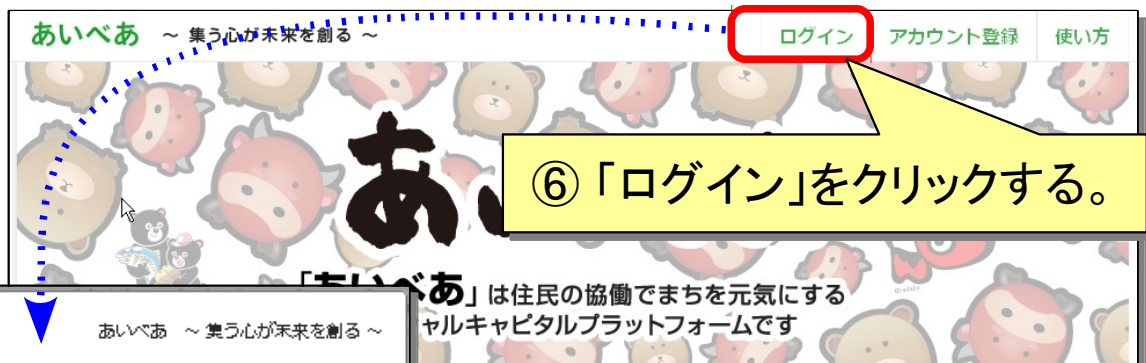 あいべあ ～ 集う心が未来を創る ～ ログイン アカウント登録 使い方
あい
⑥「ログイン」をクリックする。
「あいべあ」は住民の協働でまちを元気にする
ャルキャピタルプラットフォームです
あいべあ ～ 集う心が未来を創る ～